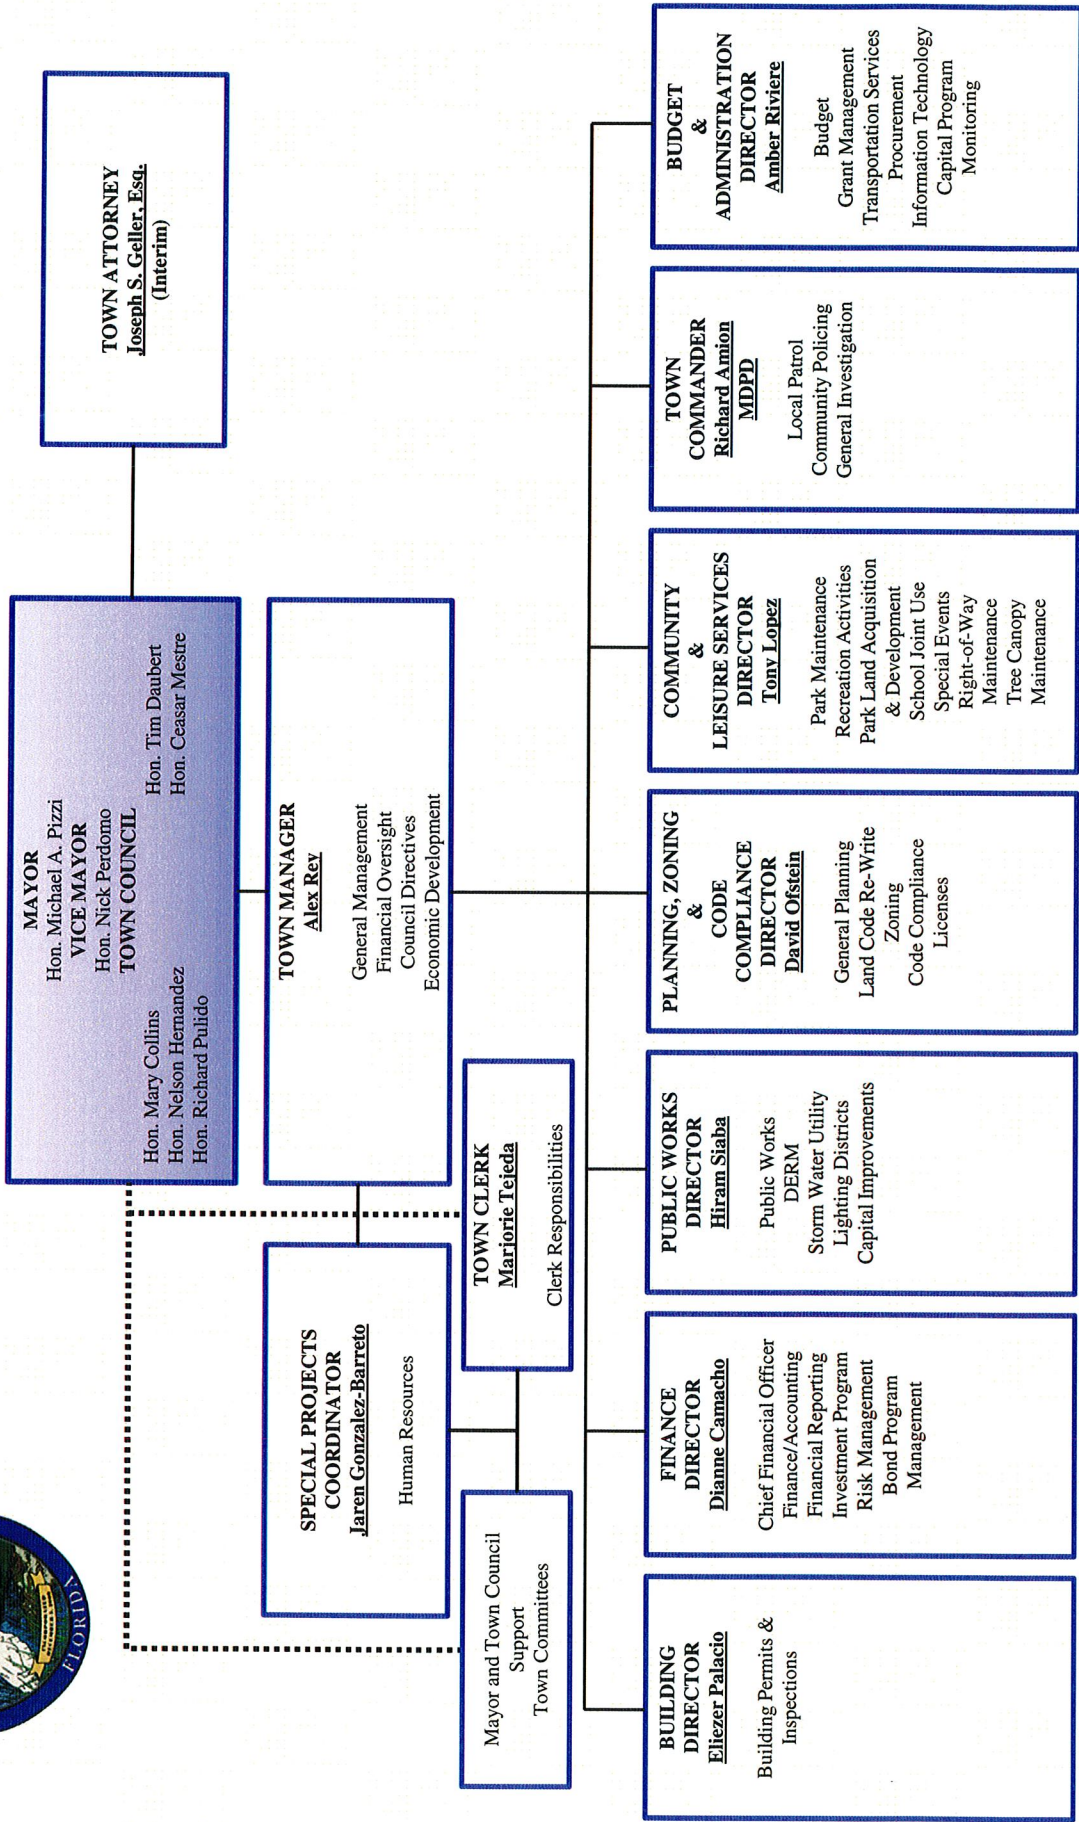 FLORIDA
MAYOR
Hon. Michael A. Pizzi
VICE MAYOR
Hon. Nick Perdomo
TOWN COUNCIL
Hon. Mary Collins
Hon. Nelson Hernandez
Hon. Richard Pulido
Hon. Tim Daubert
Hon. Ceasar Mestre
TOWN ATTORNEY
Joseph S. Geller, Esq.
(Interim)
TOWN MANAGER
Alex Rey
General Management
Financial Oversight
Council Directives
Economic Development
SPECIAL PROJECTS
COORDINATOR
Jaren Gonzalez-Barreto
Human Resources
Mayor and Town Council
Support
Town Committees
TOWN CLERK
Marjorie Tejeda
Clerk Responsibilities
BUILDING
DIRECTOR
Eliezer Palacio
Building Permits &
Inspections
FINANCE
DIRECTOR
Dianne Camacho
Chief Financial Officer
Finance/Accounting
Financial Reporting
Investment Program
Risk Management
Bond Program
Management
PUBLIC WORKS
DIRECTOR
Hiram Siaba
Public Works
DERM
Storm Water Utility
Lighting Districts
Capital Improvements
PLANNING, ZONING
&
CODE
COMPLIANCE
DIRECTOR
David Ofstein
General Planning
Land Code Re-Write
Zoning
Code Compliance
Licenses
COMMUNITY
&
LEISURE SERVICES
DIRECTOR
Tony Lopez
Park Maintenance
Recreation Activities
Park Land Acquisition
& Development
School Joint Use
Special Events
Right-of-Way
Maintenance
Tree Canopy
Maintenance
TOWN
COMMANDER
Richard Amion
MDPD
Local Patrol
Community Policing
General Investigation
BUDGET
&
ADMINISTRATION
DIRECTOR
Amber Riviere
Budget
Grant Management
Transportation Services
Procurement
Information Technology
Capital Program
Monitoring